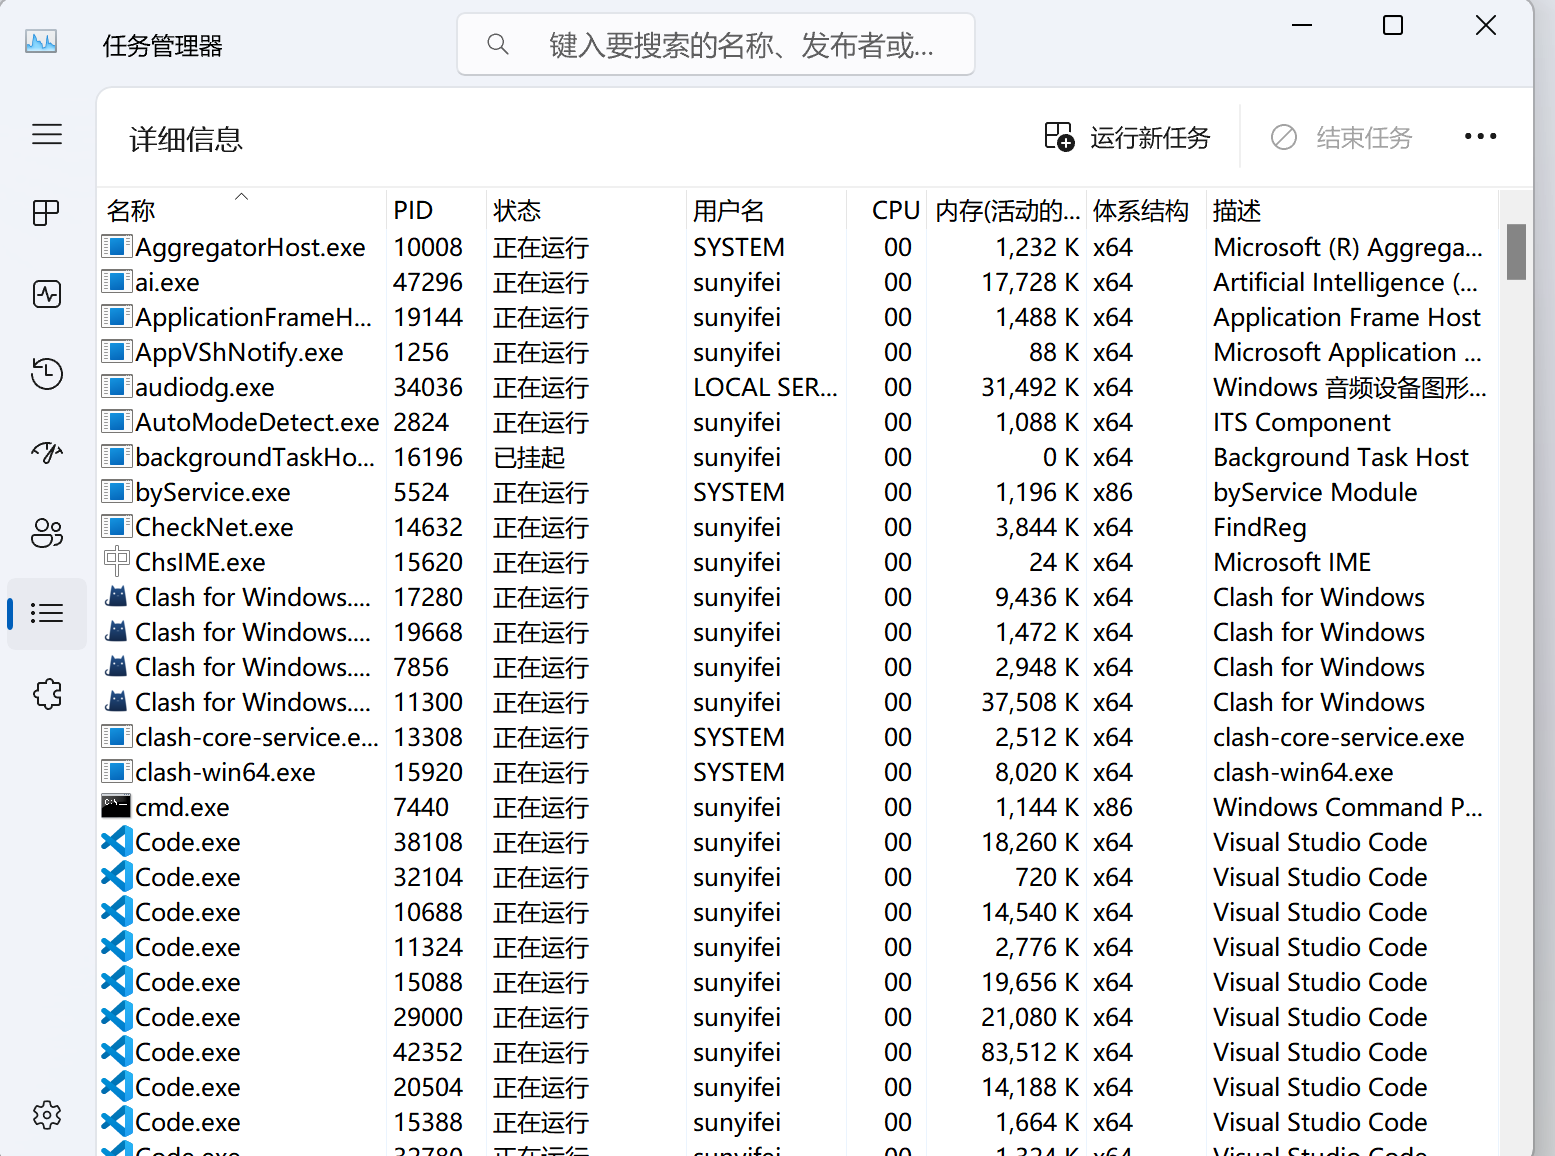 任务管理器
键入要搜索的名称、发布者或...
详细信息
运行新任务
结束任务
名称 PID 状态 用户名 CPU 内存(活动的... 体系结构 描述
AggregatorHost.exe 10008 正在运行 SYSTEM 00 1,232 K x64 Microsoft (R) Aggrega...
ai.exe 47296 正在运行 sunyifei 00 17,728 K x64 Artificial Intelligence (...
ApplicationFrameH... 19144 正在运行 sunyifei 00 1,488 K x64 Application Frame Host
AppVShNotify.exe 1256 正在运行 sunyifei 00 88 K x64 Microsoft Application ...
audiodg.exe 34036 正在运行 LOCAL SER... 00 31,492 K x64 Windows 音频设备图形...
AutoModeDetect.exe 2824 正在运行 sunyifei 00 1,088 K x64 ITS Component
backgroundTaskHo... 16196 已挂起 sunyifei 00 0 K x64 Background Task Host
byService.exe 5524 正在运行 SYSTEM 00 1,196 K x86 byService Module
CheckNet.exe 14632 正在运行 sunyifei 00 3,844 K x64 FindReg
ChsIME.exe 15620 正在运行 sunyifei 00 24 K x64 Microsoft IME
Clash for Windows.... 17280 正在运行 sunyifei 00 9,436 K x64 Clash for Windows
Clash for Windows.... 19668 正在运行 sunyifei 00 1,472 K x64 Clash for Windows
Clash for Windows.... 7856 正在运行 sunyifei 00 2,948 K x64 Clash for Windows
Clash for Windows.... 11300 正在运行 sunyifei 00 37,508 K x64 Clash for Windows
clash-core-service.e... 13308 正在运行 SYSTEM 00 2,512 K x64 clash-core-service.exe
clash-win64.exe 15920 正在运行 SYSTEM 00 8,020 K x64 clash-win64.exe
cmd.exe 7440 正在运行 sunyifei 00 1,144 K x86 Windows Command P...
Code.exe 38108 正在运行 sunyifei 00 18,260 K x64 Visual Studio Code
Code.exe 32104 正在运行 sunyifei 00 720 K x64 Visual Studio Code
Code.exe 10688 正在运行 sunyifei 00 14,540 K x64 Visual Studio Code
Code.exe 11324 正在运行 sunyifei 00 2,776 K x64 Visual Studio Code
Code.exe 15088 正在运行 sunyifei 00 19,656 K x64 Visual Studio Code
Code.exe 29000 正在运行 sunyifei 00 21,080 K x64 Visual Studio Code
Code.exe 42352 正在运行 sunyifei 00 83,512 K x64 Visual Studio Code
Code.exe 20504 正在运行 sunyifei 00 14,188 K x64 Visual Studio Code
Code.exe 15388 正在运行 sunyifei 00 1,664 K x64 Visual Studio Code